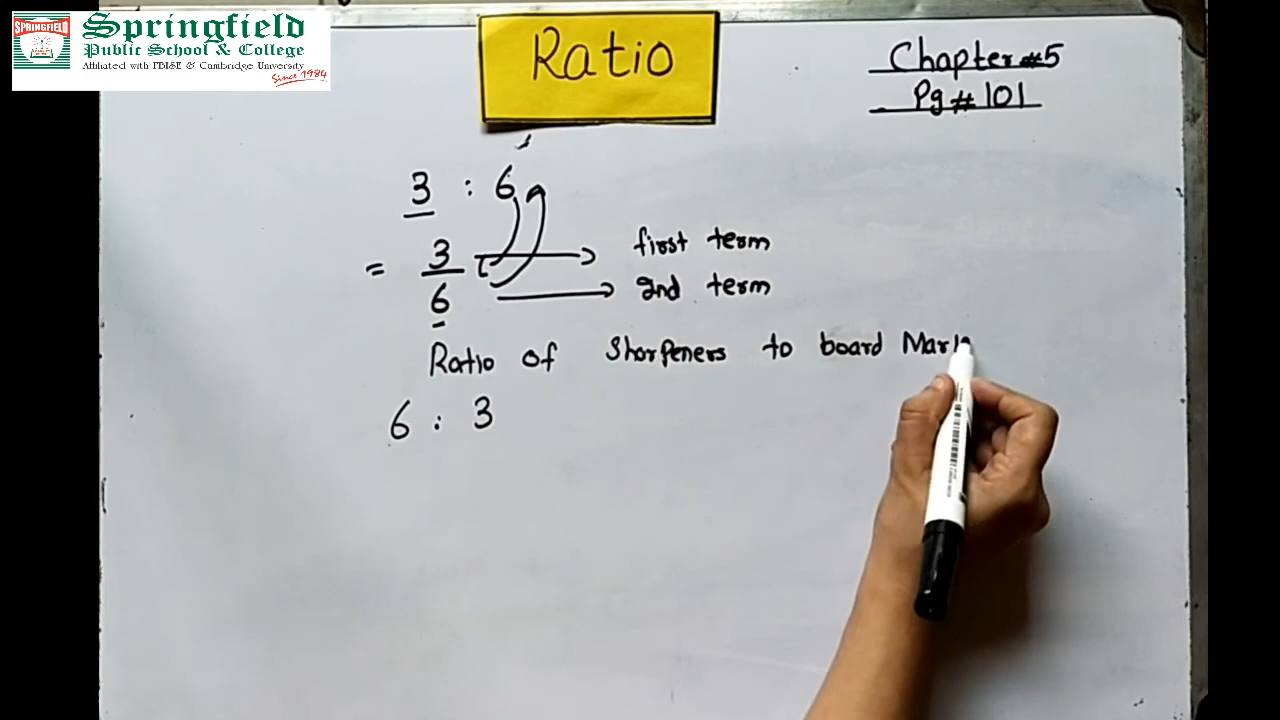 SPRINGFIELD
Springfield
Public School & College
Affiliated with FBISE & Cambridge University
Since 1984
Ratio
Chapter #5
Pg # 101
3 : 6
= 3/6
first term
2nd term
Ratio of Sharpeners to board Mark
6 : 3